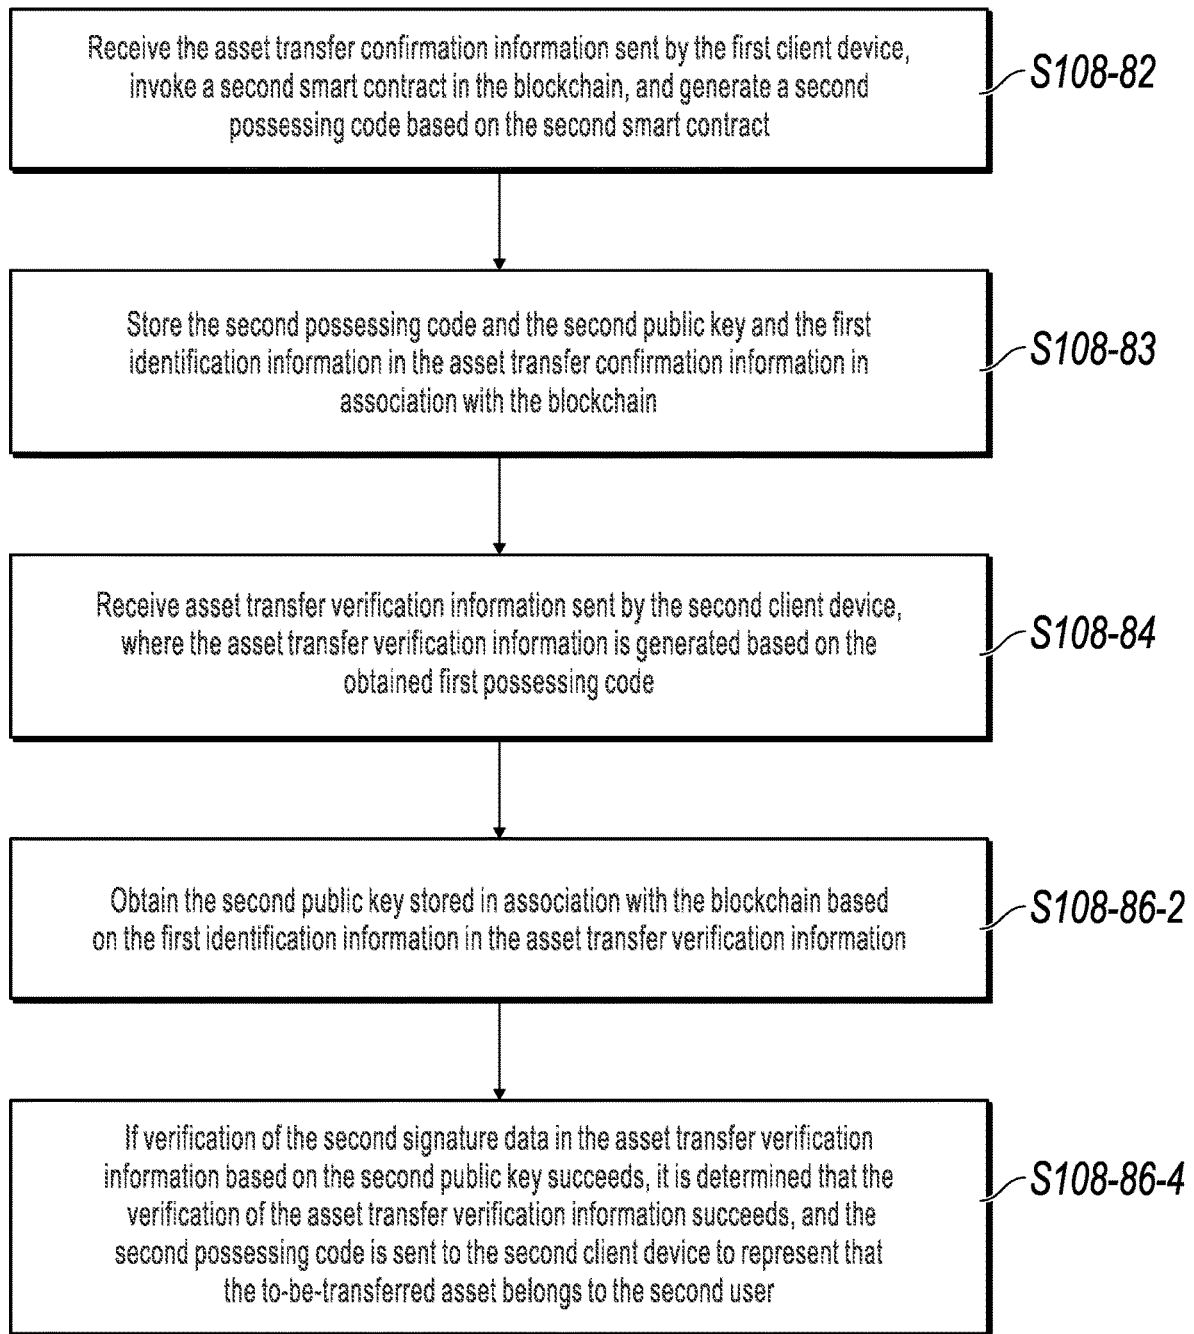 Receive the asset transfer confirmation information sent by the first client device,
invoke a second smart contract in the blockchain, and generate a second
possessing code based on the second smart contract
S108-82
Store the second possessing code and the second public key and the first
identification information in the asset transfer confirmation information in
association with the blockchain
S108-83
Receive asset transfer verification information sent by the second client device,
where the asset transfer verification information is generated based on the
obtained first possessing code
S108-84
Obtain the second public key stored in association with the blockchain based
on the first identification information in the asset transfer verification information
S108-86-2
If verification of the second signature data in the asset transfer verification
information based on the second public key succeeds, it is determined that the
verification of the asset transfer verification information succeeds, and the
second possessing code is sent to the second client device to represent that
the to-be-transferred asset belongs to the second user
S108-86-4